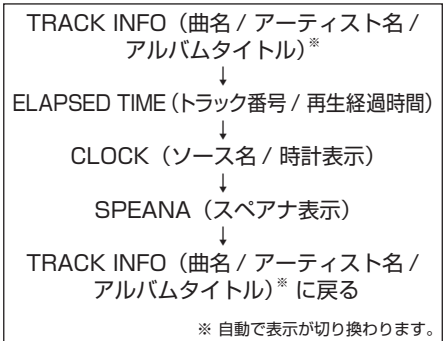 TRACK INFO（曲名 / アーティスト名 /
アルバムタイトル）※
↓
ELAPSED TIME（トラック番号 / 再生経過時間）
↓
CLOCK（ソース名 / 時計表示）
↓
SPEANA（スペアナ表示）
↓
TRACK INFO（曲名 / アーティスト名 /
アルバムタイトル）※ に戻る
※ 自動で表示が切り換わります。